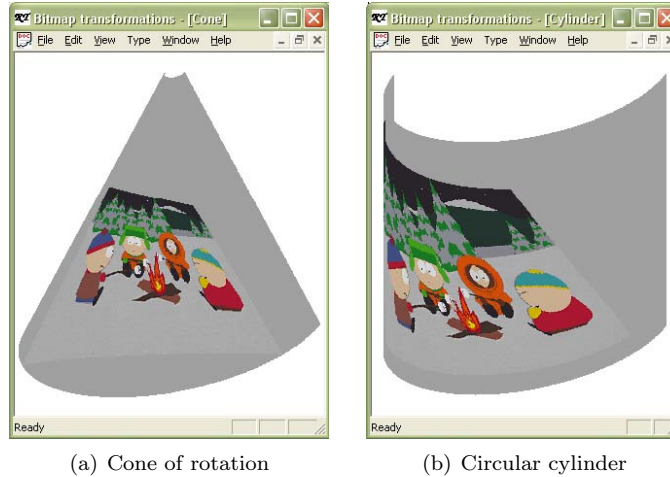 Bitmap transformations - [Cone]
File Edit View Type Window Help
Ready
(a) Cone of rotation
Bitmap transformations - [Cylinder]
File Edit View Type Window Help
Ready
(b) Circular cylinder